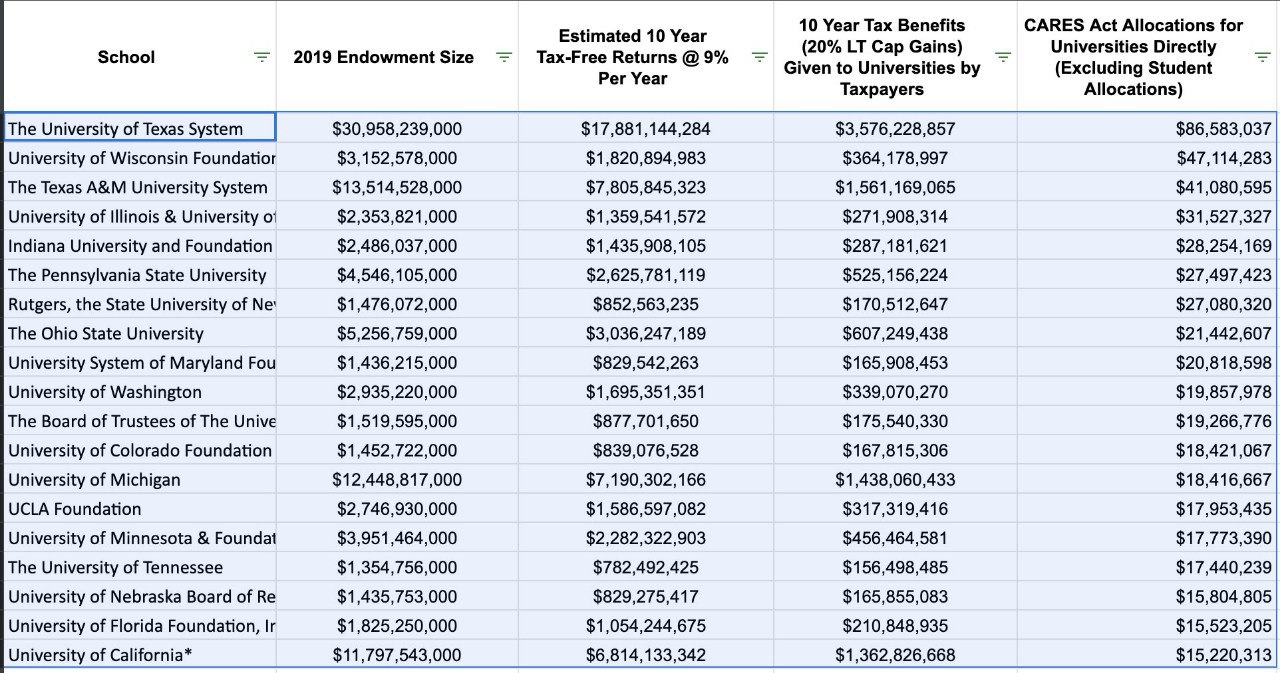 School
2019 Endowment Size
Estimated 10 Year
Tax-Free Returns @ 9%
Per Year
10 Year Tax Benefits
(20% LT Cap Gains)
Given to Universities by
Taxpayers
CARES Act Allocations for
Universities Directly
(Excluding Student
Allocations)
The University of Texas System $30,958,239,000 $17,881,144,284 $3,576,228,857 $86,583,037
University of Wisconsin Foundation $3,152,578,000 $1,820,894,983 $364,178,997 $47,114,283
The Texas A&M University System $13,514,528,000 $7,805,845,323 $1,561,169,065 $41,080,595
University of Illinois & University of $2,353,821,000 $1,359,541,572 $271,908,314 $31,527,327
Indiana University and Foundation $2,486,037,000 $1,435,908,105 $287,181,621 $28,254,169
The Pennsylvania State University $4,546,105,000 $2,625,781,119 $525,156,224 $27,497,423
Rutgers, the State University of Ne $1,476,072,000 $852,563,235 $170,512,647 $27,080,320
The Ohio State University $5,256,759,000 $3,036,247,189 $607,249,438 $21,442,607
University System of Maryland Fou $1,436,215,000 $829,542,263 $165,908,453 $20,818,598
University of Washington $2,935,220,000 $1,695,351,351 $339,070,270 $19,857,978
The Board of Trustees of The Unive $1,519,595,000 $877,701,650 $175,540,330 $19,266,776
University of Colorado Foundation $1,452,722,000 $839,076,528 $167,815,306 $18,421,067
University of Michigan $12,448,817,000 $7,190,302,166 $1,438,060,433 $18,416,667
UCLA Foundation $2,746,930,000 $1,586,597,082 $317,319,416 $17,953,435
University of Minnesota & Foundat $3,951,464,000 $2,282,322,903 $456,464,581 $17,773,390
The University of Tennessee $1,354,756,000 $782,492,425 $156,498,485 $17,440,239
University of Nebraska Board of Re $1,435,753,000 $829,275,417 $165,855,083 $15,804,805
University of Florida Foundation, In $1,825,250,000 $1,054,244,675 $210,848,935 $15,523,205
University of California* $11,797,543,000 $6,814,133,342 $1,362,826,668 $15,220,313